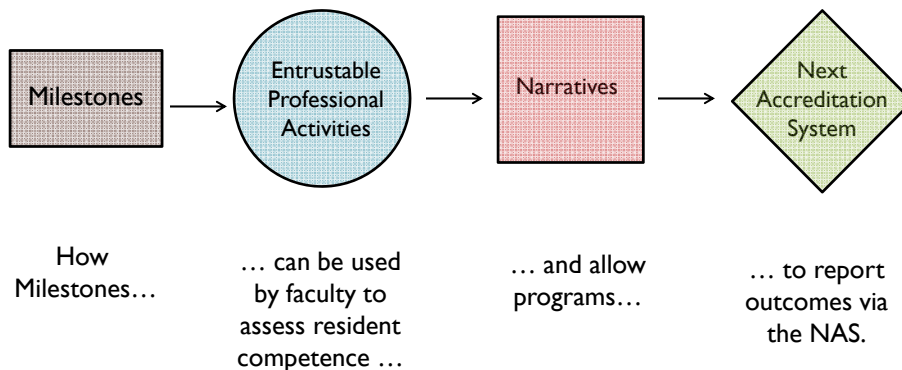 Milestones
Entrustable
Professional
Activities
Narratives
Next
Accreditation
System
How
Milestones…
… can be used
by faculty to
assess resident
competence …
… and allow
programs…
… to report
outcomes via
the NAS.